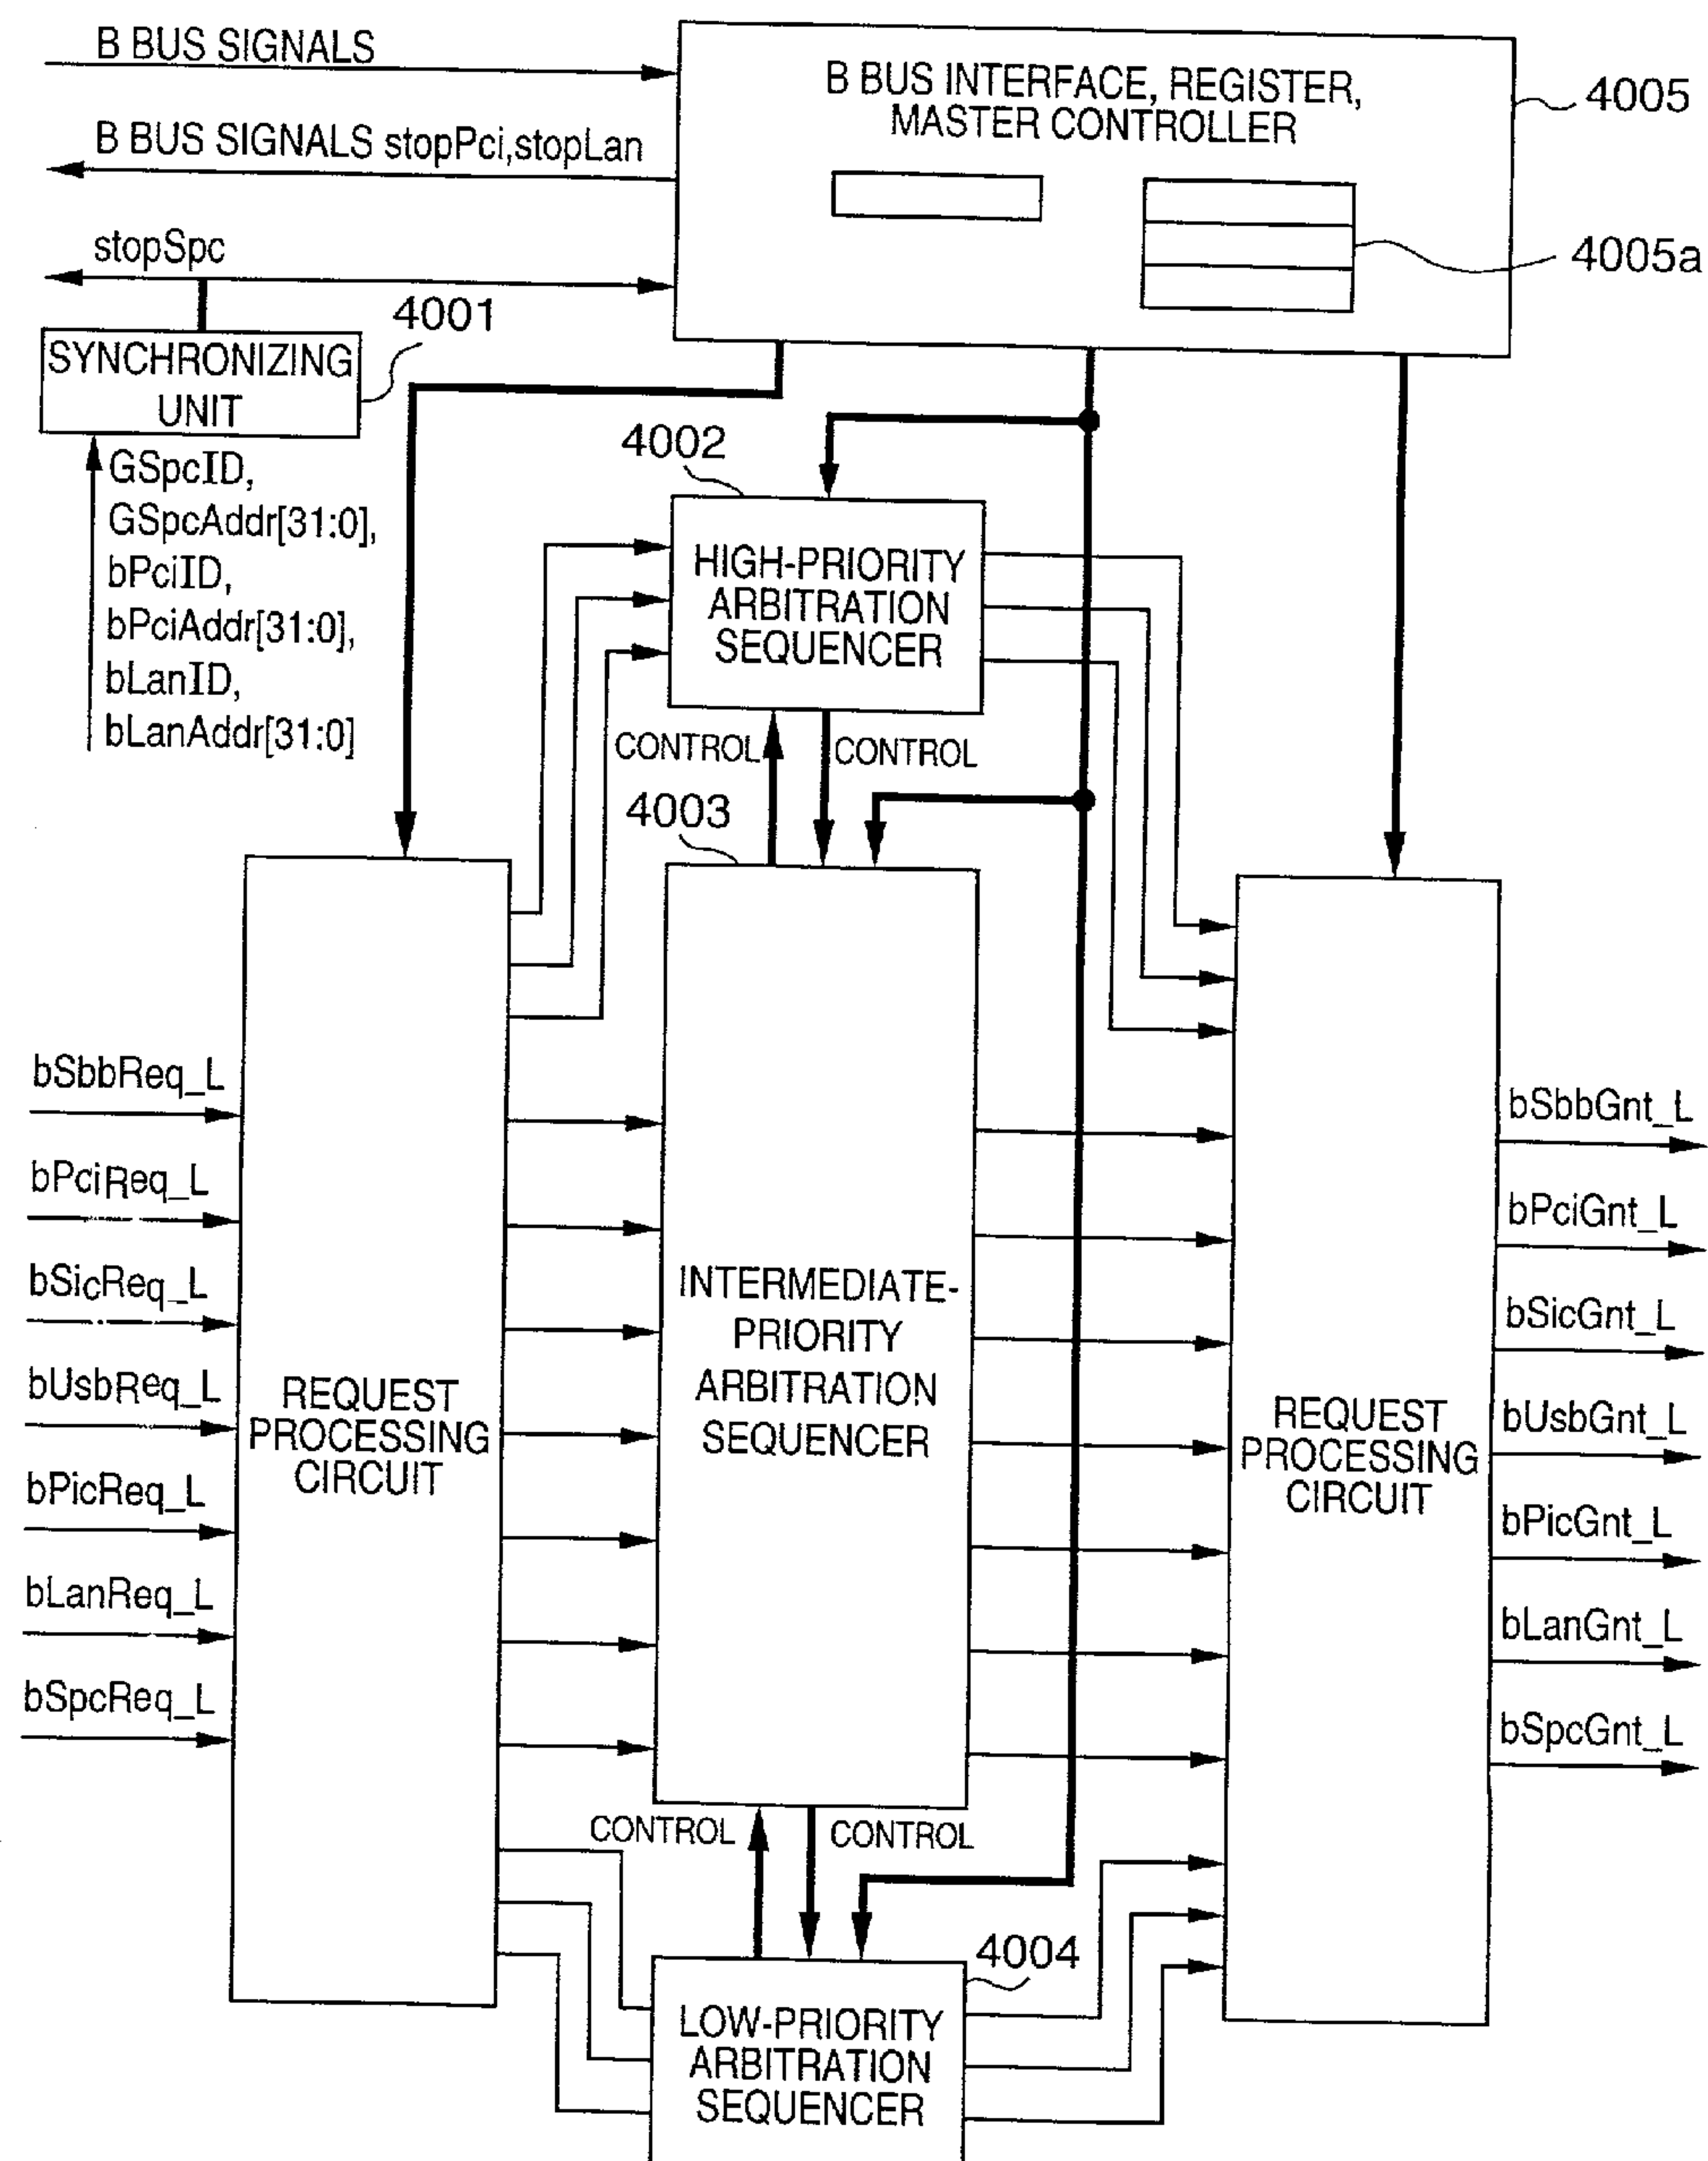 B BUS SIGNALS
B BUS INTERFACE, REGISTER,
MASTER CONTROLLER
4005
B BUS SIGNALS stopPci,stopLan
4005a
stopSpc
4001
SYNCHRONIZING
UNIT
GSpcID,
GSpcAddr[31:0],
bPciID,
bPciAddr[31:0],
bLanID,
bLanAddr[31:0]
4002
HIGH-PRIORITY
ARBITRATION
SEQUENCER
CONTROL
CONTROL
4003
bSbbReq_L
bPciReq_L
bSicReq_L
bUsbReq_L
bPicReq_L
bLanReq_L
bSpcReq_L
REQUEST
PROCESSING
CIRCUIT
INTERMEDIATE-
PRIORITY
ARBITRATION
SEQUENCER
REQUEST
PROCESSING
CIRCUIT
bSbbGnt_L
bPciGnt_L
bSicGnt_L
bUsbGnt_L
bPicGnt_L
bLanGnt_L
bSpcGnt_L
CONTROL
CONTROL
4004
LOW-PRIORITY
ARBITRATION
SEQUENCER